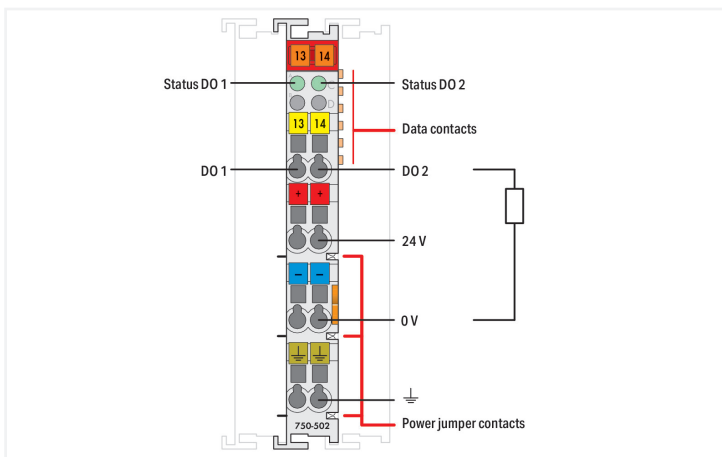 13 14
Status DO 1
C
Status DO 2
D
13 14
Data contacts
DO 1
DO 2
+ +
24 V
− −
0 V
Power jumper contacts
750-502